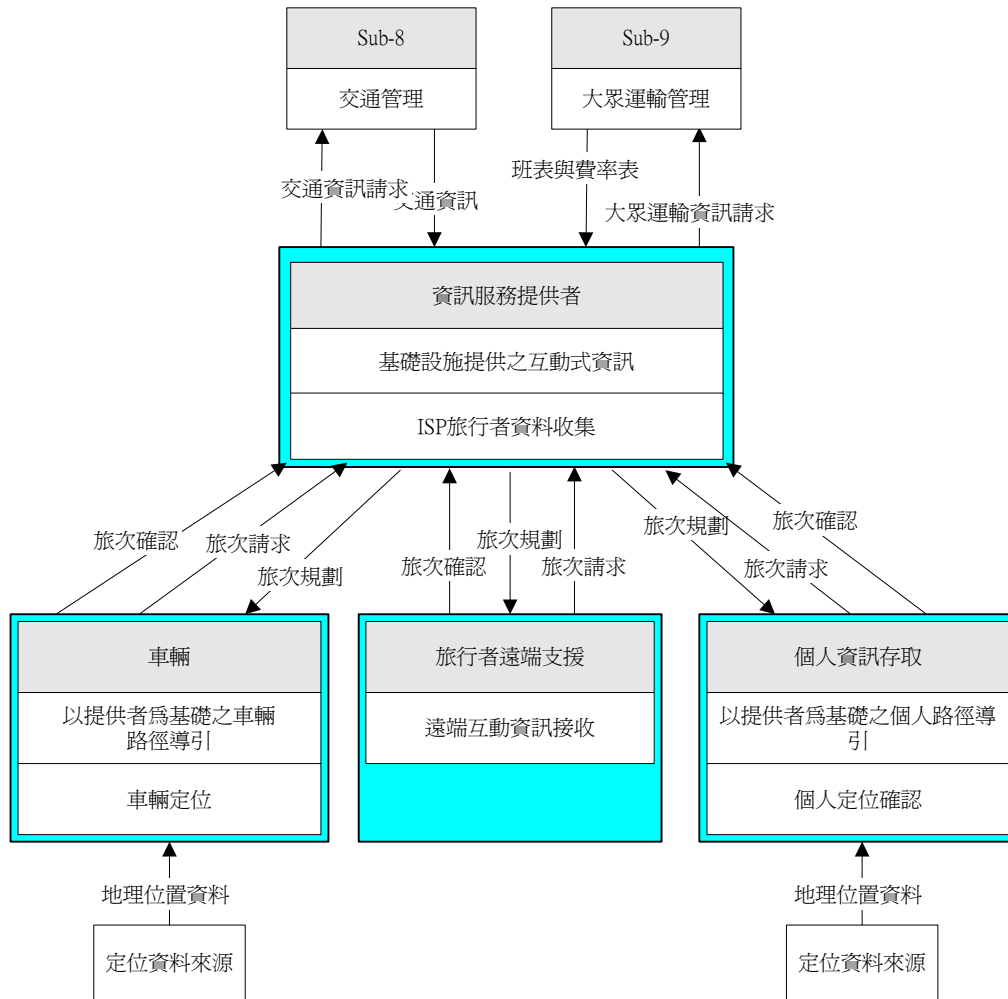 Sub-8
Sub-9
交通管理
大眾運輸管理
班表與費率表
交通資訊請求
交通資訊
大眾運輸資訊請求
資訊服務提供者
基礎設施提供之互動式資訊
ISP旅行者資料收集
旅次確認
旅次請求
旅次規劃
旅次確認
旅次規劃
旅次請求
旅次規劃
旅次請求
旅次確認
車輛
以提供者為基礎之車輛
路徑導引
車輛定位
旅行者遠端支援
遠端互動資訊接收
個人資訊存取
以提供者為基礎之個人路徑導
引
個人定位確認
地理位置資料
地理位置資料
定位資料來源
定位資料來源